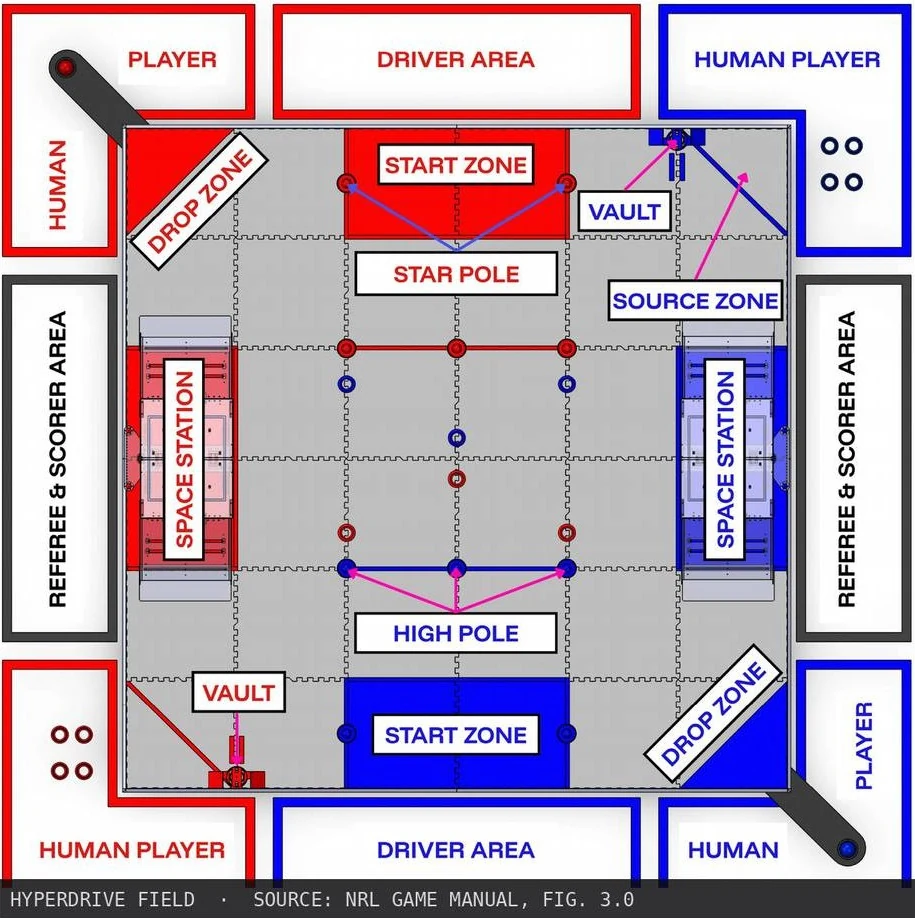 PLAYER
DRIVER AREA
HUMAN PLAYER
HUMAN
DROP ZONE
START ZONE
VAULT
STAR POLE
SOURCE ZONE
REFEREE & SCORER AREA
SPACE STATION
SPACE STATION
REFEREE & SCORER AREA
HIGH POLE
VAULT
START ZONE
DROP ZONE
PLAYER
HUMAN PLAYER
DRIVER AREA
HUMAN
HYPERDRIVE FIELD · SOURCE: NRL GAME MANUAL, FIG. 3.0